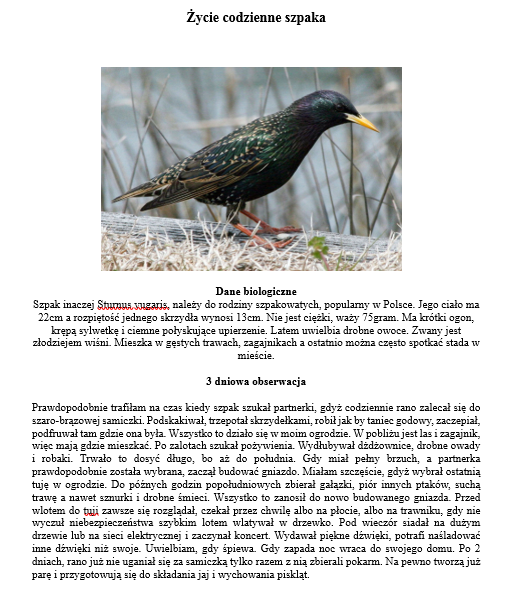 Życie codzienne szpaka
Dane biologiczne
Szpak inaczej Sturnus vugaris, należy do rodziny szpakowatych, popularny w Polsce. Jego ciało ma
22cm a rozpiętość jednego skrzydła wynosi 13cm. Nie jest ciężki, waży 75gram. Ma krótki ogon,
krępą sylwetkę i ciemne połyskujące upierzenie. Latem uwielbia drobne owoce. Zwany jest
złodziejem wiśni. Mieszka w gęstych trawach, zagajnikach a ostatnio można często spotkać stada w
mieście.
3 dniowa obserwacja
Prawdopodobnie trafiłam na czas kiedy szpak szukał partnerki, gdyż codziennie rano zalecał się do
szaro-brązowej samiczki. Podskakiwał, trzepotał skrzydełkami, robił jak by taniec godowy, zaczepiał,
podfruwał tam gdzie ona była. Wszystko to działo się w moim ogrodzie. W pobliżu jest las i zagajnik,
więc mają gdzie mieszkać. Po zalotach szukał pożywienia. Wydłubywał dżdżownice, drobne owady
i robaki. Trwało to dosyć długo, bo aż do południa. Gdy miał pełny brzuch, a partnerka
prawdopodobnie została wybrana, zaczął budować gniazdo. Miałam szczęście, gdyż wybrał ostatnią
tuję w ogrodzie. Do późnych godzin popołudniowych zbierał gałązki, piór innych ptaków, suchą
trawę a nawet sznurki i drobne śmieci. Wszystko to zanosił do nowo budowanego gniazda. Przed
wlotem do tuji zawsze się rozglądał, czekał przez chwilę albo na płocie, albo na trawniku, gdy nie
wyczuł niebezpieczeństwa szybkim lotem wlatywał w drzewko. Pod wieczór siadał na dużym
drzewie lub na sieci elektrycznej i zaczynał koncert. Wydawał piękne dźwięki, potrafi naśladować
inne dźwięki niż swoje. Uwielbiam, gdy śpiewa. Gdy zapada noc wraca do swojego domu. Po 2
dniach, rano już nie uganiał się za samiczką tylko razem z nią zbierali pokarm. Na pewno tworzą już
parę i przygotowują się do składania jaj i wychowania piskląt.